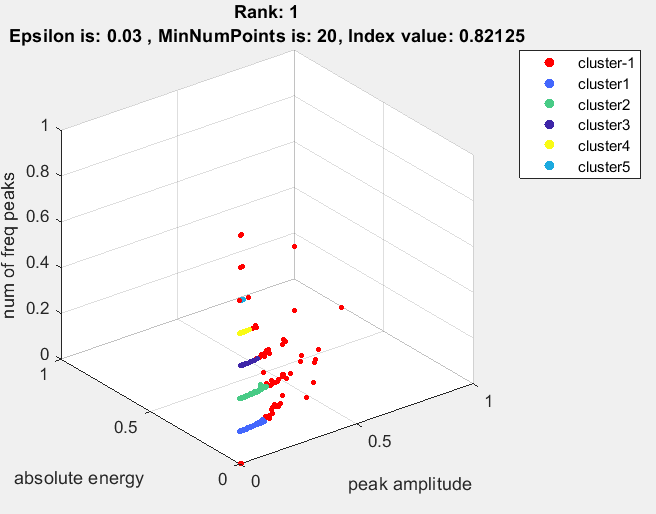 Rank: 1
Epsilon is: 0.03 , MinNumPoints is: 20, Index value: 0.82125
cluster-1
cluster1
cluster2
cluster3
cluster4
cluster5
1
0.8
0.6
0.4
0.2
0
num of freq peaks
1
0.5
0
absolute energy
0
0.5
1
peak amplitude